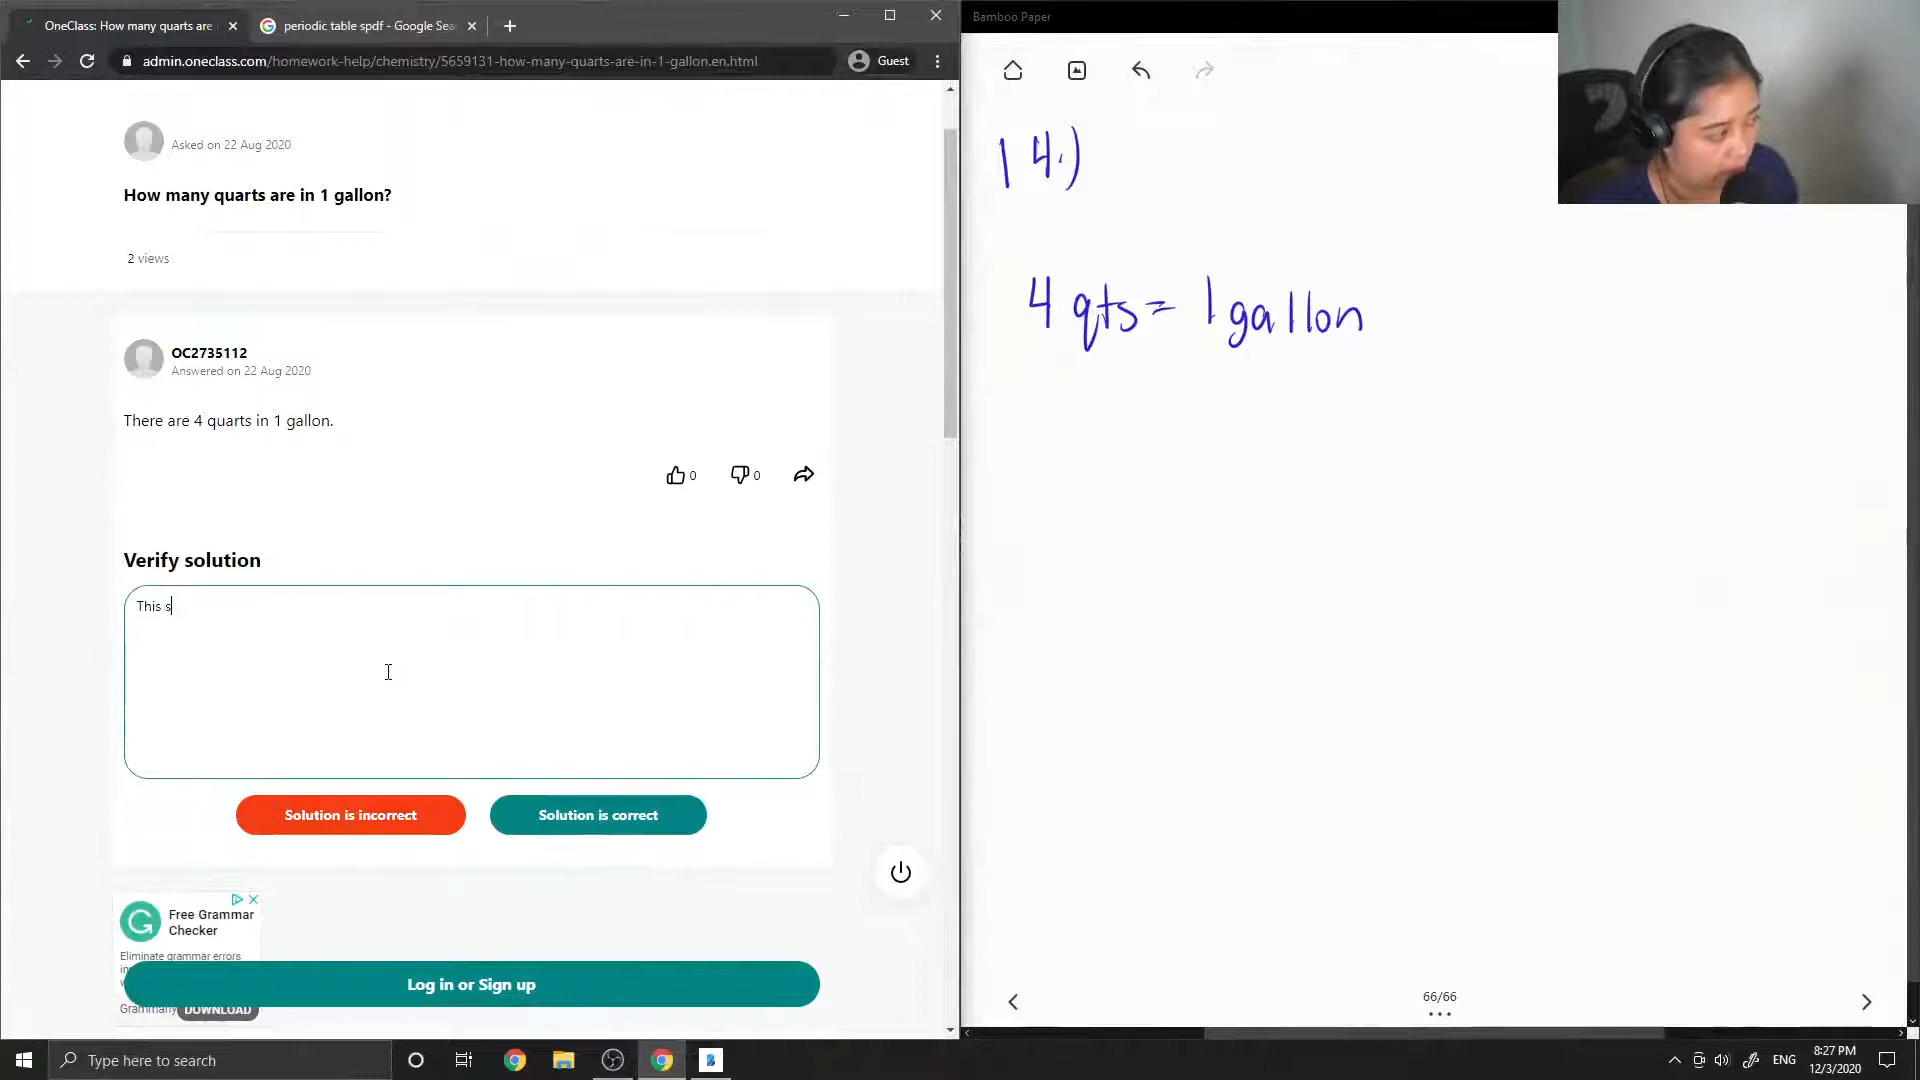 OneClass: How many quarts are
periodic table spdf - Google Sea
admin.oneclass.com/homework-help/chemistry/5659131-how-many-quarts-are-in-1-gallon.en.html
Guest
Asked on 22 Aug 2020
How many quarts are in 1 gallon?
2 views
OC2735112
Answered on 22 Aug 2020
There are 4 quarts in 1 gallon.
0
0
Verify solution
This s
Solution is incorrect
Solution is correct
Free Grammar
Checker
Eliminate grammar errors
Log in or Sign up
Grammarly
DOWNLOAD
Bamboo Paper
14.)
4 qts = 1 gallon
66/66
Type here to search
ENG
8:27 PM
12/3/2020